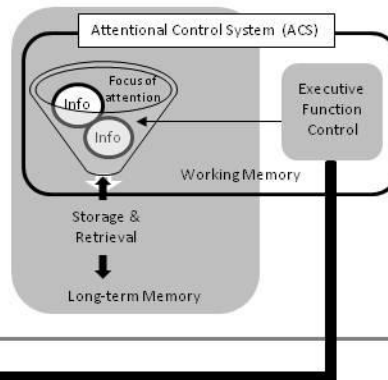 Attentional Control System (ACS)
Focus of
attention
Info
Info
Executive
Function
Control
Working Memory
Storage &
Retrieval
Long-term Memory